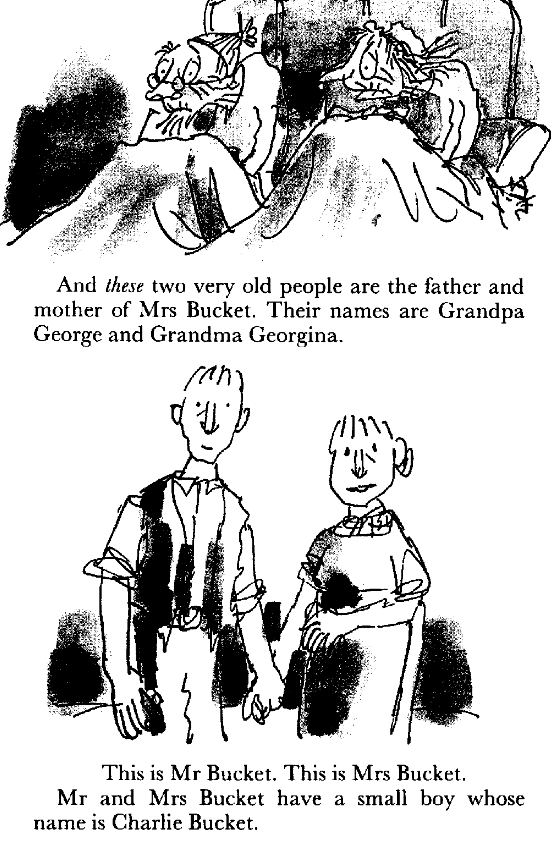 And these two very old people are the father and
mother of Mrs Bucket. Their names are Grandpa
George and Grandma Georgina.
This is Mr Bucket. This is Mrs Bucket.
Mr and Mrs Bucket have a small boy whose
name is Charlie Bucket.